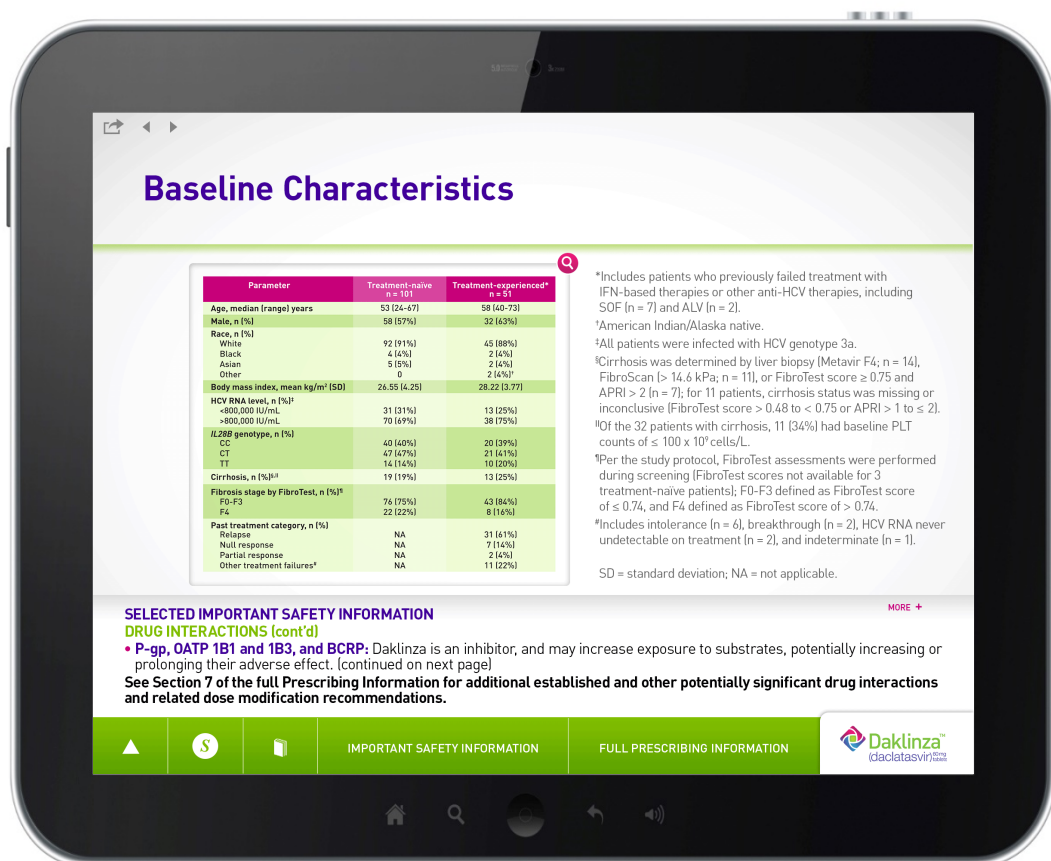 Baseline Characteristics
Parameter Treatment-naïve n = 101 Treatment-experienced* n = 51
Age, median (range) years 53 (24-67) 58 (40-73)
Male, n (%) 58 (57%) 32 (63%)
Race, n (%)
White 92 (91%) 45 (88%)
Black 4 (4%) 2 (4%)
Asian 5 (5%) 2 (4%)
Other 0 2 (4%)†
Body mass index, mean kg/m² (SD) 26.55 (4.25) 28.22 (3.77)
HCV RNA level, n (%)‡
<800,000 IU/mL 31 (31%) 13 (25%)
>800,000 IU/mL 70 (69%) 38 (75%)
IL28B genotype, n (%)
CC 40 (40%) 20 (39%)
CT 47 (47%) 21 (41%)
TT 14 (14%) 10 (20%)
Cirrhosis, n (%)§,|| 19 (19%) 13 (25%)
Fibrosis stage by FibroTest, n (%)¶
F0-F3 76 (75%) 43 (84%)
F4 22 (22%) 8 (16%)
Past treatment category, n (%)
Relapse NA 31 (61%)
Null response NA 7 (14%)
Partial response NA 2 (4%)
Other treatment failures# NA 11 (22%)
*Includes patients who previously failed treatment with
IFN-based therapies or other anti-HCV therapies, including
SOF (n = 7) and ALV (n = 2).
†American Indian/Alaska native.
‡All patients were infected with HCV genotype 3a.
§Cirrhosis was determined by liver biopsy (Metavir F4; n = 14),
FibroScan (> 14.6 kPa; n = 11), or FibroTest score ≥ 0.75 and
APRI > 2 (n = 7); for 11 patients, cirrhosis status was missing or
inconclusive (FibroTest score > 0.48 to < 0.75 or APRI > 1 to ≤ 2).
||Of the 32 patients with cirrhosis, 11 (34%) had baseline PLT
counts of ≤ 100 x 10⁹ cells/L.
¶Per the study protocol, FibroTest assessments were performed
during screening (FibroTest scores not available for 3
treatment-naïve patients); F0-F3 defined as FibroTest score
of ≤ 0.74, and F4 defined as FibroTest score of > 0.74.
#Includes intolerance (n = 6), breakthrough (n = 2), HCV RNA never
undetectable on treatment (n = 2), and indeterminate (n = 1).
SD = standard deviation; NA = not applicable.
MORE +
SELECTED IMPORTANT SAFETY INFORMATION
DRUG INTERACTIONS (cont'd)
• P-gp, OATP 1B1 and 1B3, and BCRP: Daklinza is an inhibitor, and may increase exposure to substrates, potentially increasing or
prolonging their adverse effect. (continued on next page)
See Section 7 of the full Prescribing Information for additional established and other potentially significant drug interactions
and related dose modification recommendations.
S
IMPORTANT SAFETY INFORMATION
FULL PRESCRIBING INFORMATION
Daklinza™
(daclatasvir) 60mg tablets